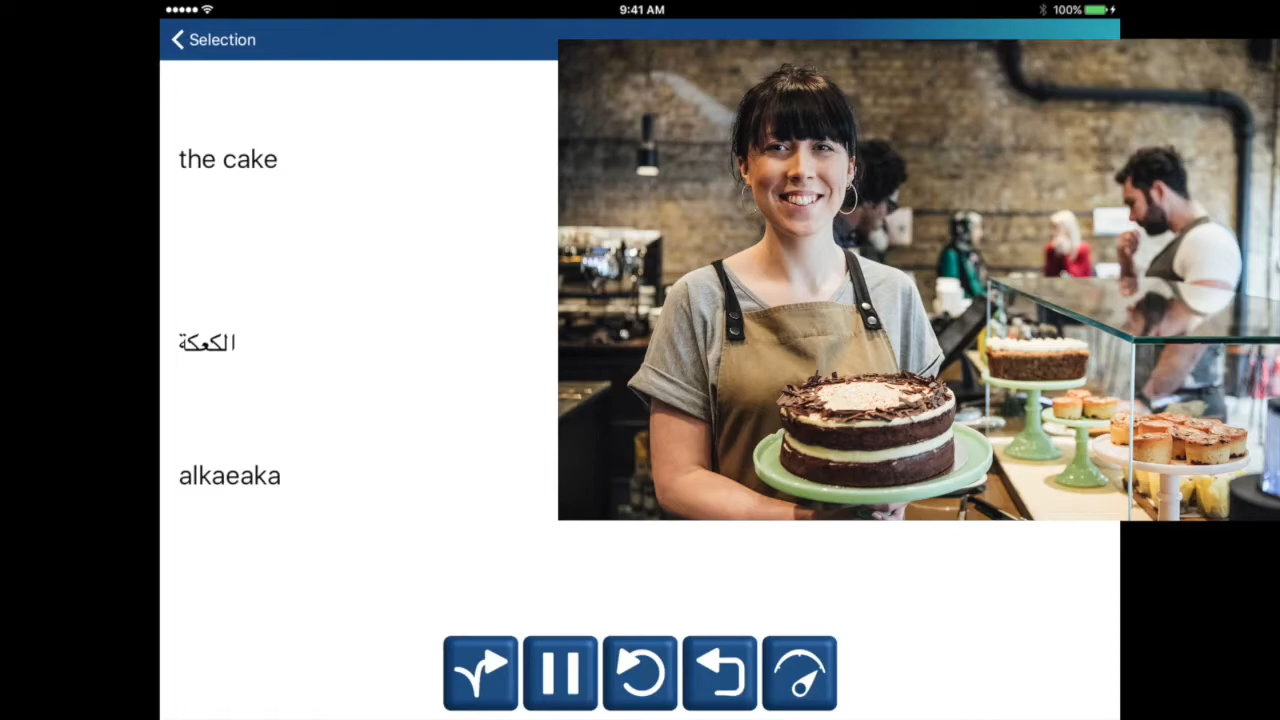 9:41 AM
100%
Selection
the cake
الكعكة
alkaeaka